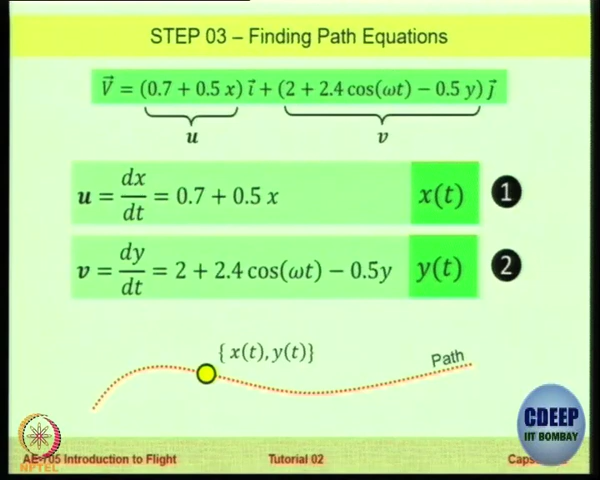 STEP 03 – Finding Path Equations
V⃗ = (0.7 + 0.5 x) i⃗ + (2 + 2.4 cos(ωt) − 0.5 y) j⃗
u v
u = dx/dt = 0.7 + 0.5 x x(t) 1
v = dy/dt = 2 + 2.4 cos(ωt) − 0.5y y(t) 2
{ x(t), y(t)}
Path
CDEEP
IIT BOMBAY
NPTEL
AE-705 Introduction to Flight Tutorial 02